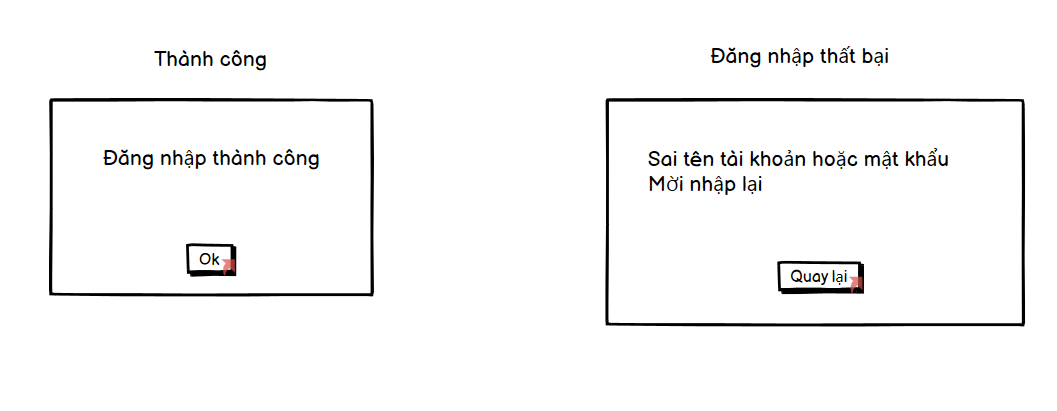 Thành công
Đăng nhập thành công
Ok
Đăng nhập thất bại
Sai tên tài khoản hoặc mật khẩu
Mời nhập lại
Quay lại